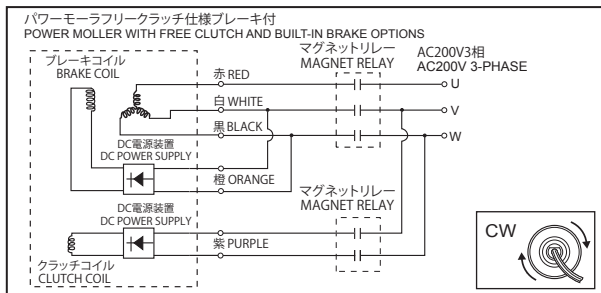 パワーモーラフリークラッチ仕様ブレーキ付
POWER MOLLER WITH FREE CLUTCH AND BUILT-IN BRAKE OPTIONS
ブレーキコイル
BRAKE COIL
マグネットリレー
MAGNET RELAY
AC200V3相
AC200V 3-PHASE
赤 RED
U
白 WHITE
V
黒 BLACK
W
DC電源装置
DC POWER SUPPLY
橙 ORANGE
DC電源装置
DC POWER SUPPLY
マグネットリレー
MAGNET RELAY
紫 PURPLE
クラッチコイル
CLUTCH COIL
CW